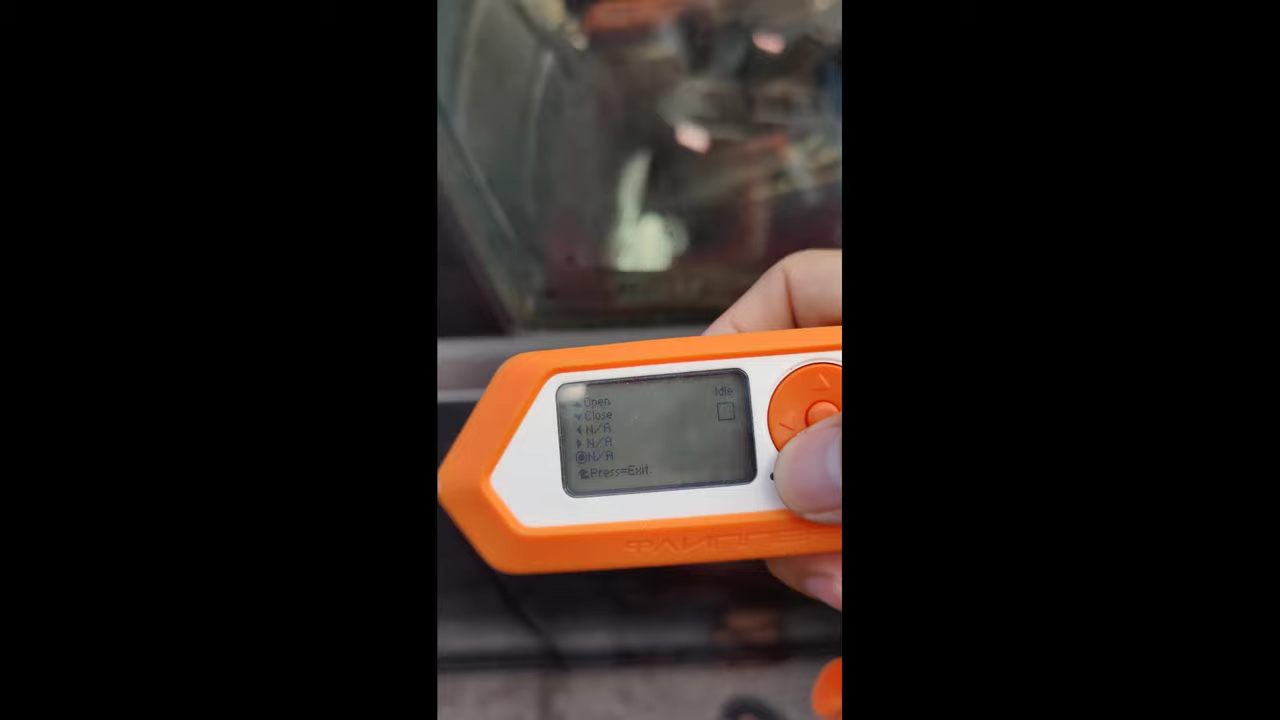 Open
Idle
Close
N/A
N/A
N/A
Press=Exit.